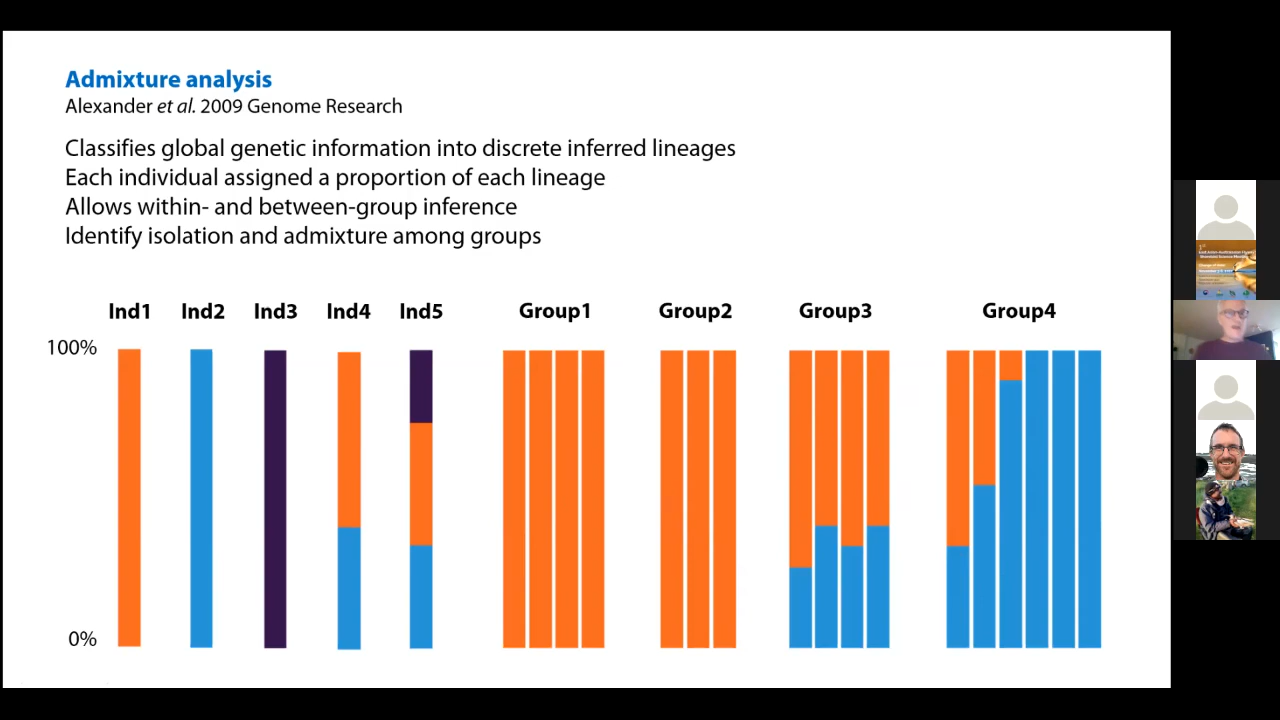 Admixture analysis
Alexander et al. 2009 Genome Research
Classifies global genetic information into discrete inferred lineages
Each individual assigned a proportion of each lineage
Allows within- and between-group inference
Identify isolation and admixture among groups
Ind1 Ind2 Ind3 Ind4 Ind5 Group1 Group2 Group3 Group4
100%
0%